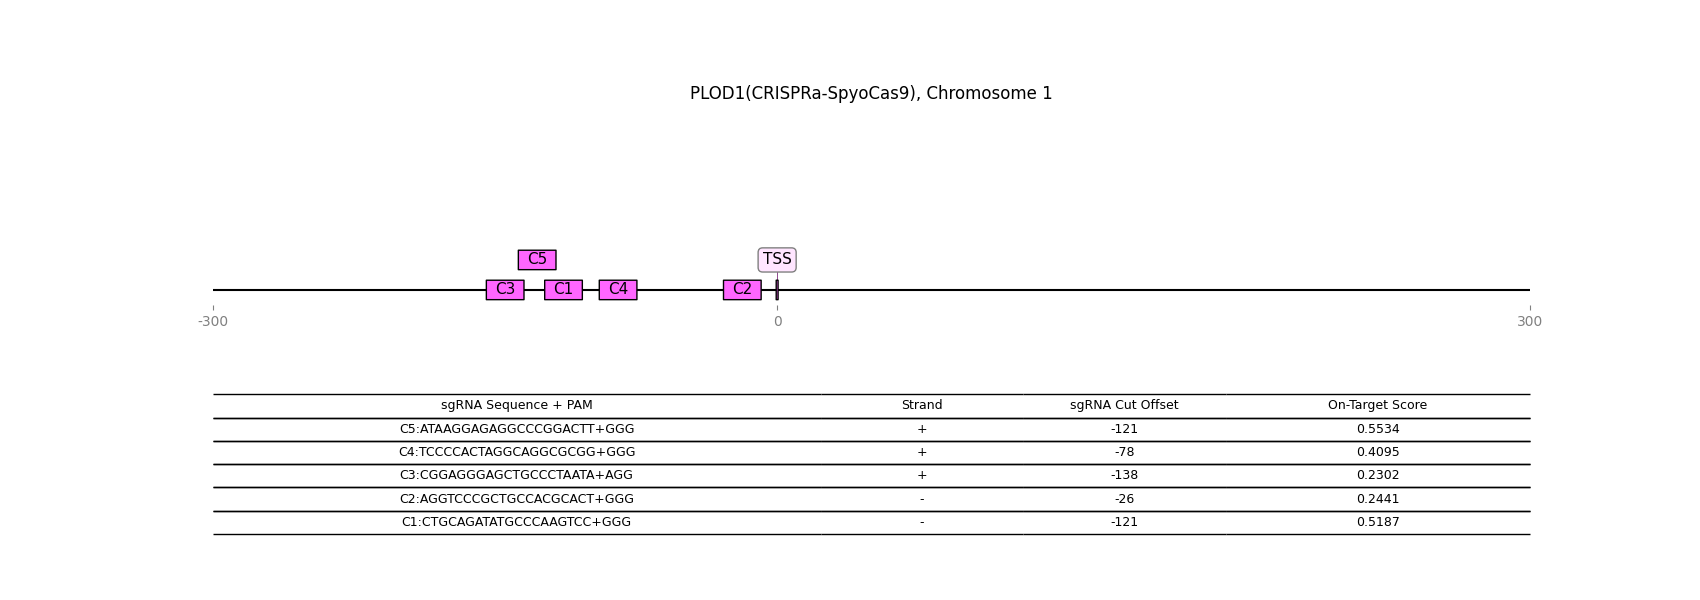 PLOD1(CRISPRa-SpyoCas9), Chromosome 1
C5 TSS
C3 C1 C4 C2
-300 0 300
sgRNA Sequence + PAM Strand sgRNA Cut Offset On-Target Score
C5:ATAAGGAGAGGCCCGGACTT+GGG + -121 0.5534
C4:TCCCCACTAGGCAGGCGCGG+GGG + -78 0.4095
C3:CGGAGGGAGCTGCCCTAATA+AGG + -138 0.2302
C2:AGGTCCCGCTGCCACGCACT+GGG - -26 0.2441
C1:CTGCAGATATGCCCAAGTCC+GGG - -121 0.5187